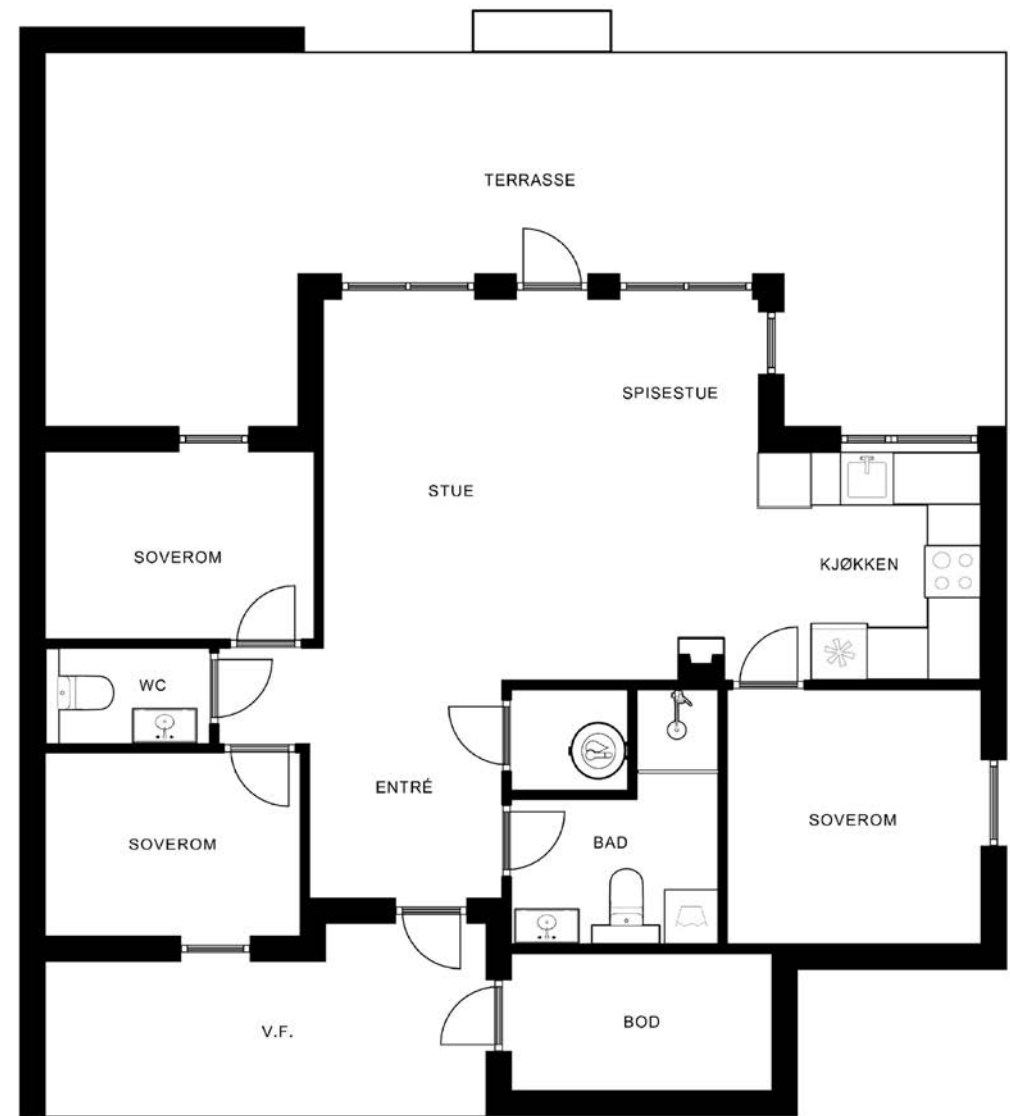 TERRASSE
SPISESTUE
STUE
SOVEROM
KJØKKEN
WC
ENTRÉ
SOVEROM
BAD
SOVEROM
V.F.
BOD